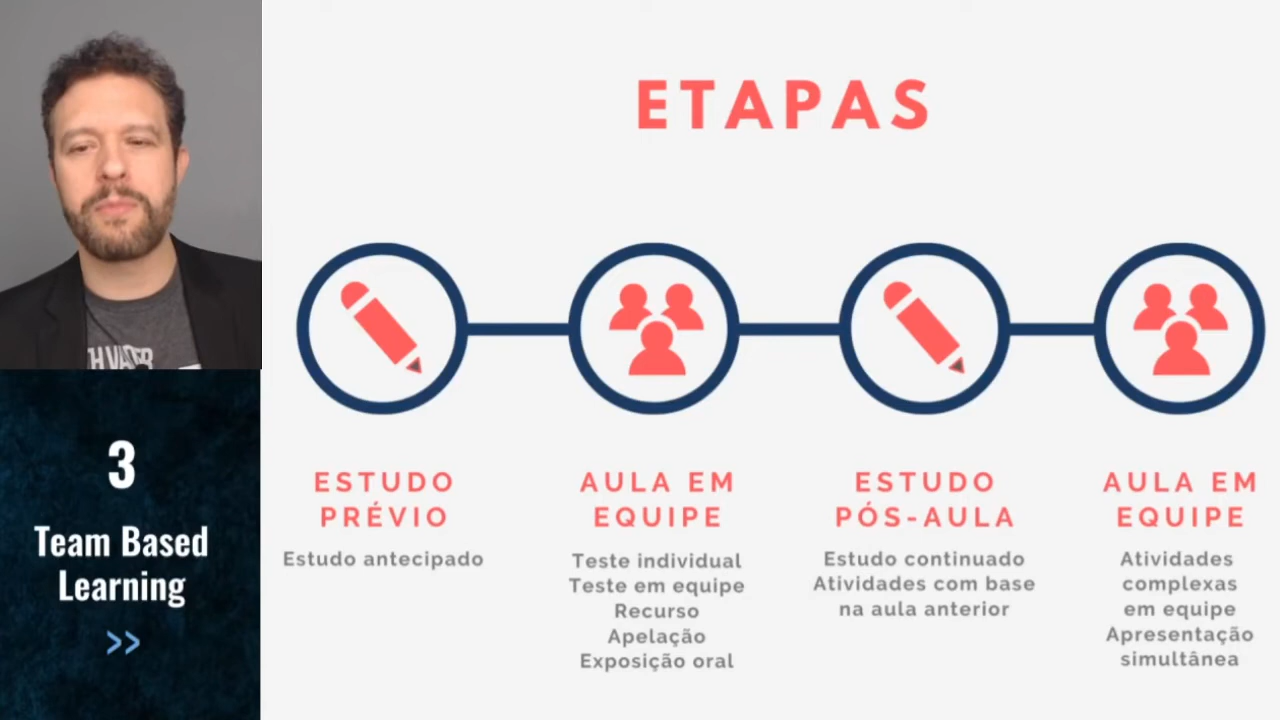 ETAPAS
ESTUDO
PRÉVIO
Estudo antecipado
AULA EM
EQUIPE
Teste individual
Teste em equipe
Recurso
Apelação
Exposição oral
ESTUDO
PÓS-AULA
Estudo continuado
Atividades com base
na aula anterior
AULA EM
EQUIPE
Atividades
complexas
em equipe
Apresentação
simultânea
3
Team Based
Learning
>>